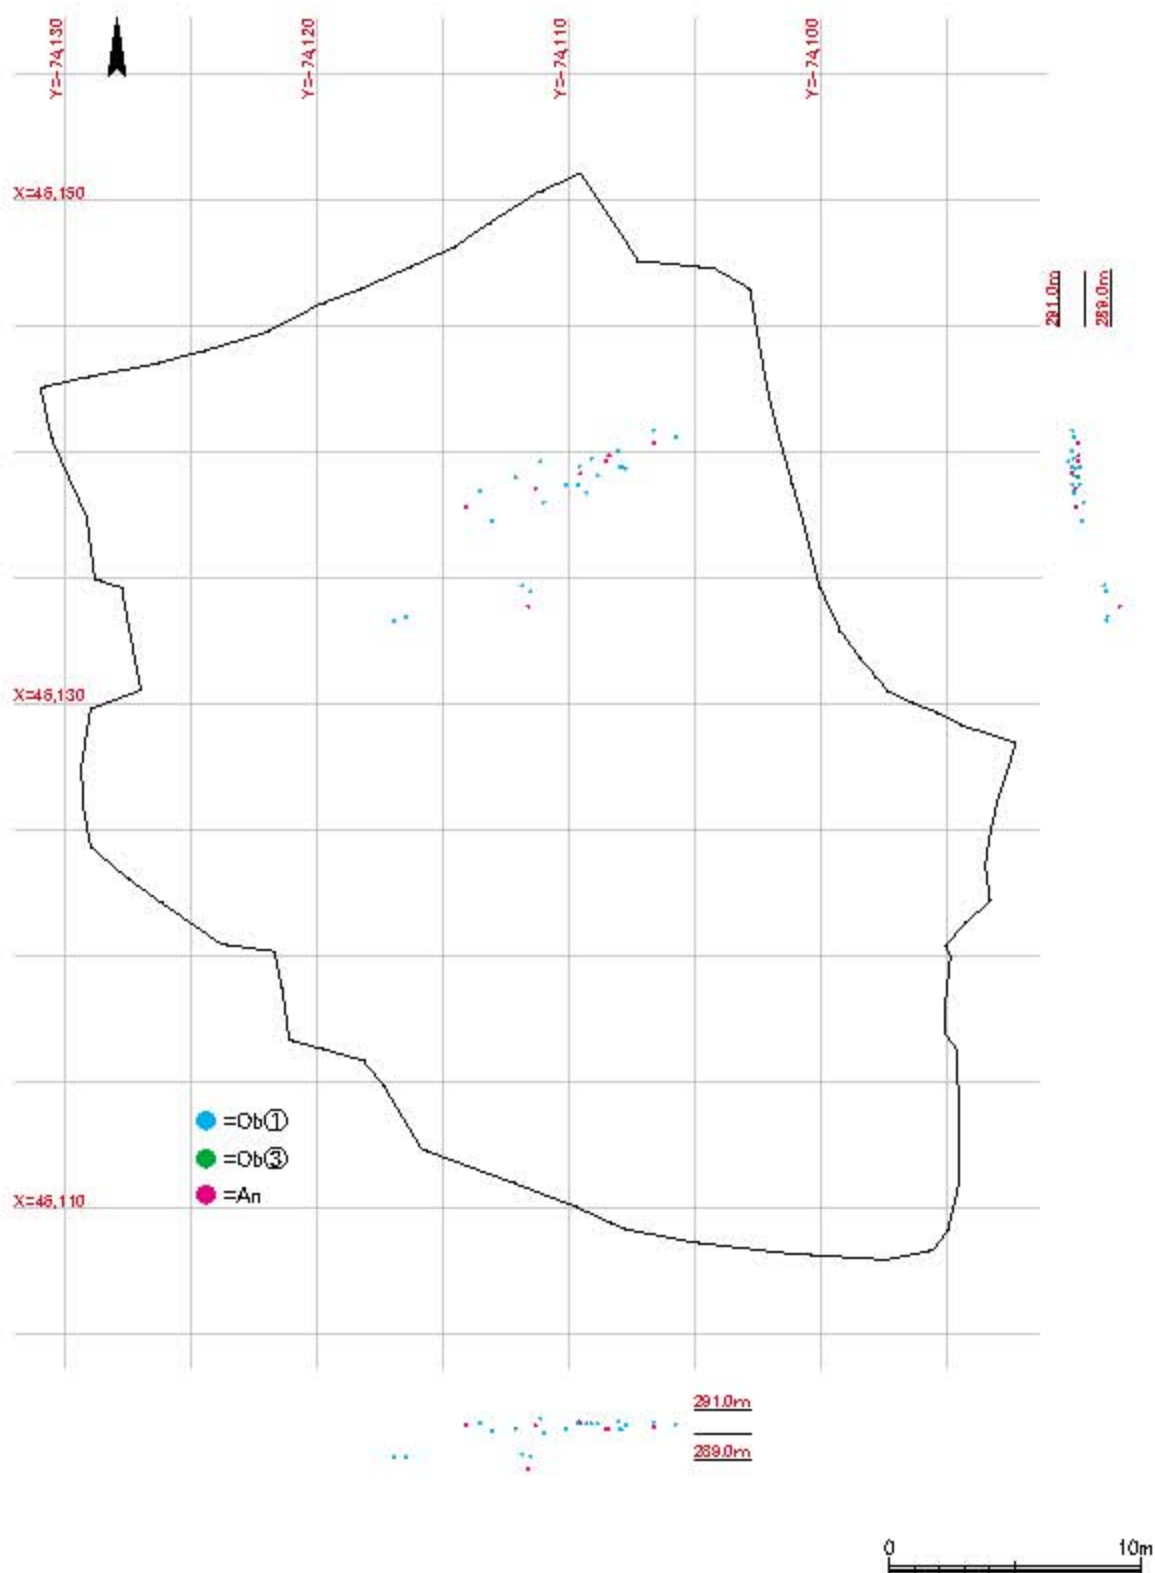 Y=-74,130
Y=-74,120
Y=-74,110
Y=-74,100
X=46,150
291.0m
289.0m
X=46,130
=Ob①
=Ob③
=An
X=46,110
291.0m
289.0m
0 10m